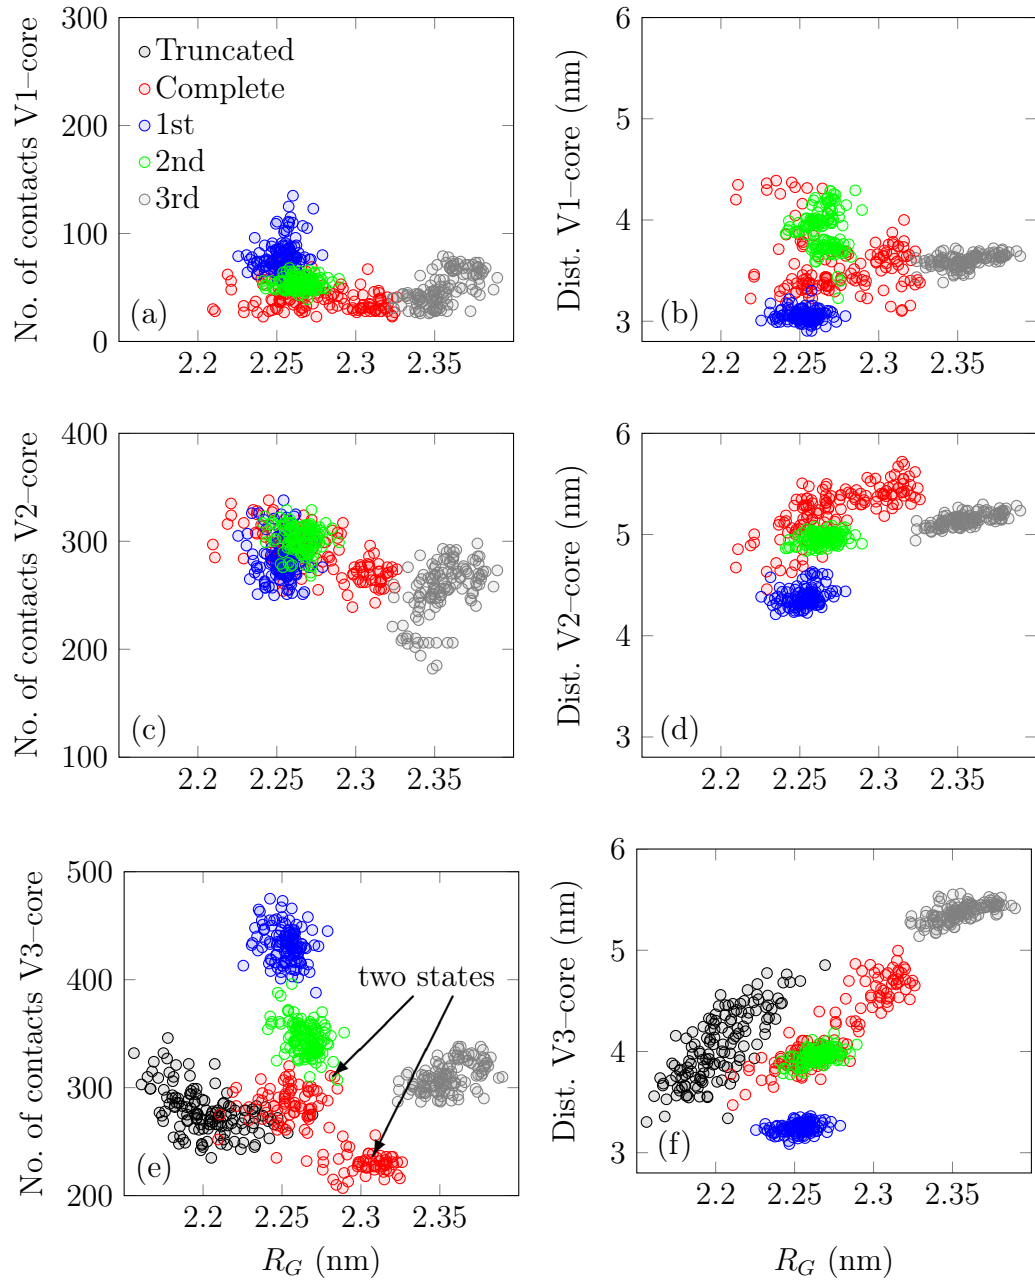 No. of contacts V1–core
300
200
100
0
Truncated
Complete
1st
2nd
3rd
(a)
2.2
2.25
2.3
2.35
Dist. V1–core (nm)
6
5
4
3
(b)
2.2
2.25
2.3
2.35
No. of contacts V2–core
400
300
200
100
(c)
2.2
2.25
2.3
2.35
Dist. V2–core (nm)
6
5
4
3
(d)
2.2
2.25
2.3
2.35
No. of contacts V3–core
500
400
300
200
two states
(e)
2.2
2.25
2.3
2.35
R_G (nm)
Dist. V3–core (nm)
6
5
4
3
(f)
2.2
2.25
2.3
2.35
R_G (nm)